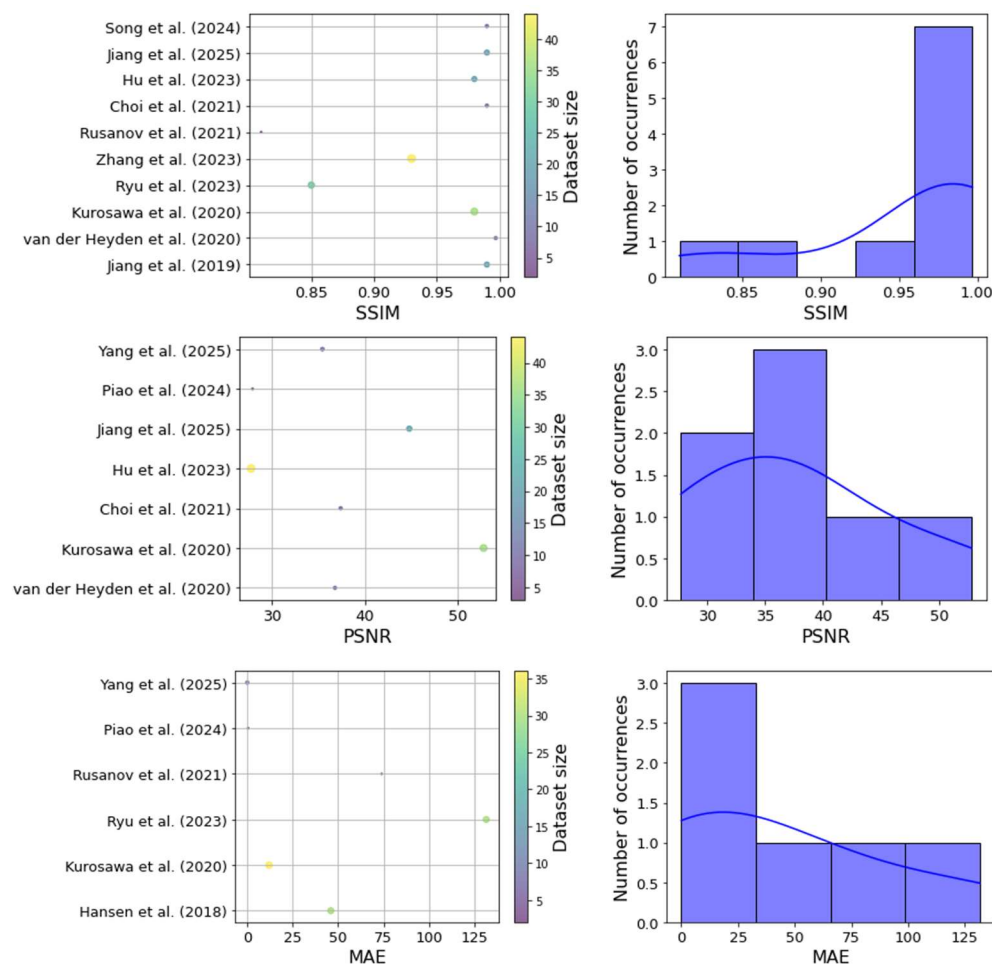 Song et al. (2024)
Jiang et al. (2025)
Hu et al. (2023)
Choi et al. (2021)
Rusanov et al. (2021)
Zhang et al. (2023)
Ryu et al. (2023)
Kurosawa et al. (2020)
van der Heyden et al. (2020)
Jiang et al. (2019)
0.85 0.90 0.95 1.00
SSIM
40
35
30
25
20
15
10
5
Dataset size
7
6
5
4
3
2
1
0
Number of occurrences
0.85 0.90 0.95 1.00
SSIM
Yang et al. (2025)
Piao et al. (2024)
Jiang et al. (2025)
Hu et al. (2023)
Choi et al. (2021)
Kurosawa et al. (2020)
van der Heyden et al. (2020)
30 40 50
PSNR
40
35
30
25
20
15
10
5
Dataset size
3.0
2.5
2.0
1.5
1.0
0.5
0.0
Number of occurrences
30 35 40 45 50
PSNR
Yang et al. (2025)
Piao et al. (2024)
Rusanov et al. (2021)
Ryu et al. (2023)
Kurosawa et al. (2020)
Hansen et al. (2018)
0 25 50 75 100 125
MAE
35
30
25
20
15
10
5
Dataset size
3.0
2.5
2.0
1.5
1.0
0.5
0.0
Number of occurrences
0 25 50 75 100 125
MAE